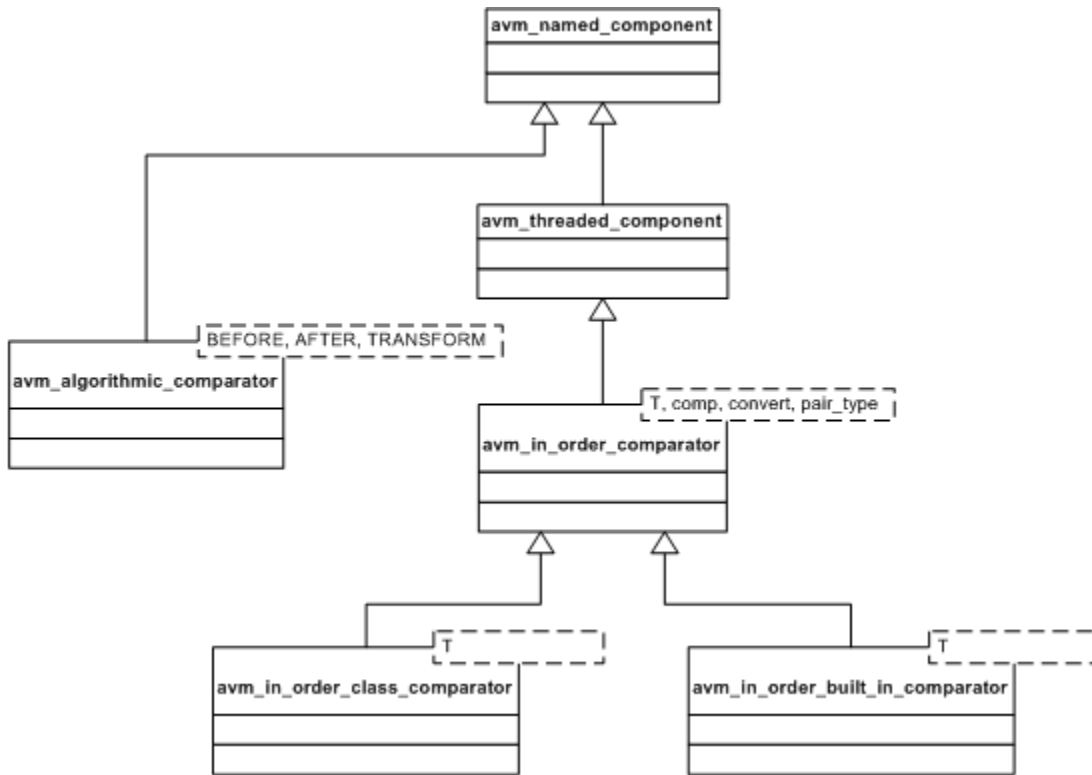 avm_named_component
avm_threaded_component
BEFORE, AFTER, TRANSFORM
avm_algorithmic_comparator
T, comp, convert, pair_type
avm_in_order_comparator
T
avm_in_order_class_comparator
T
avm_in_order_built_in_comparator